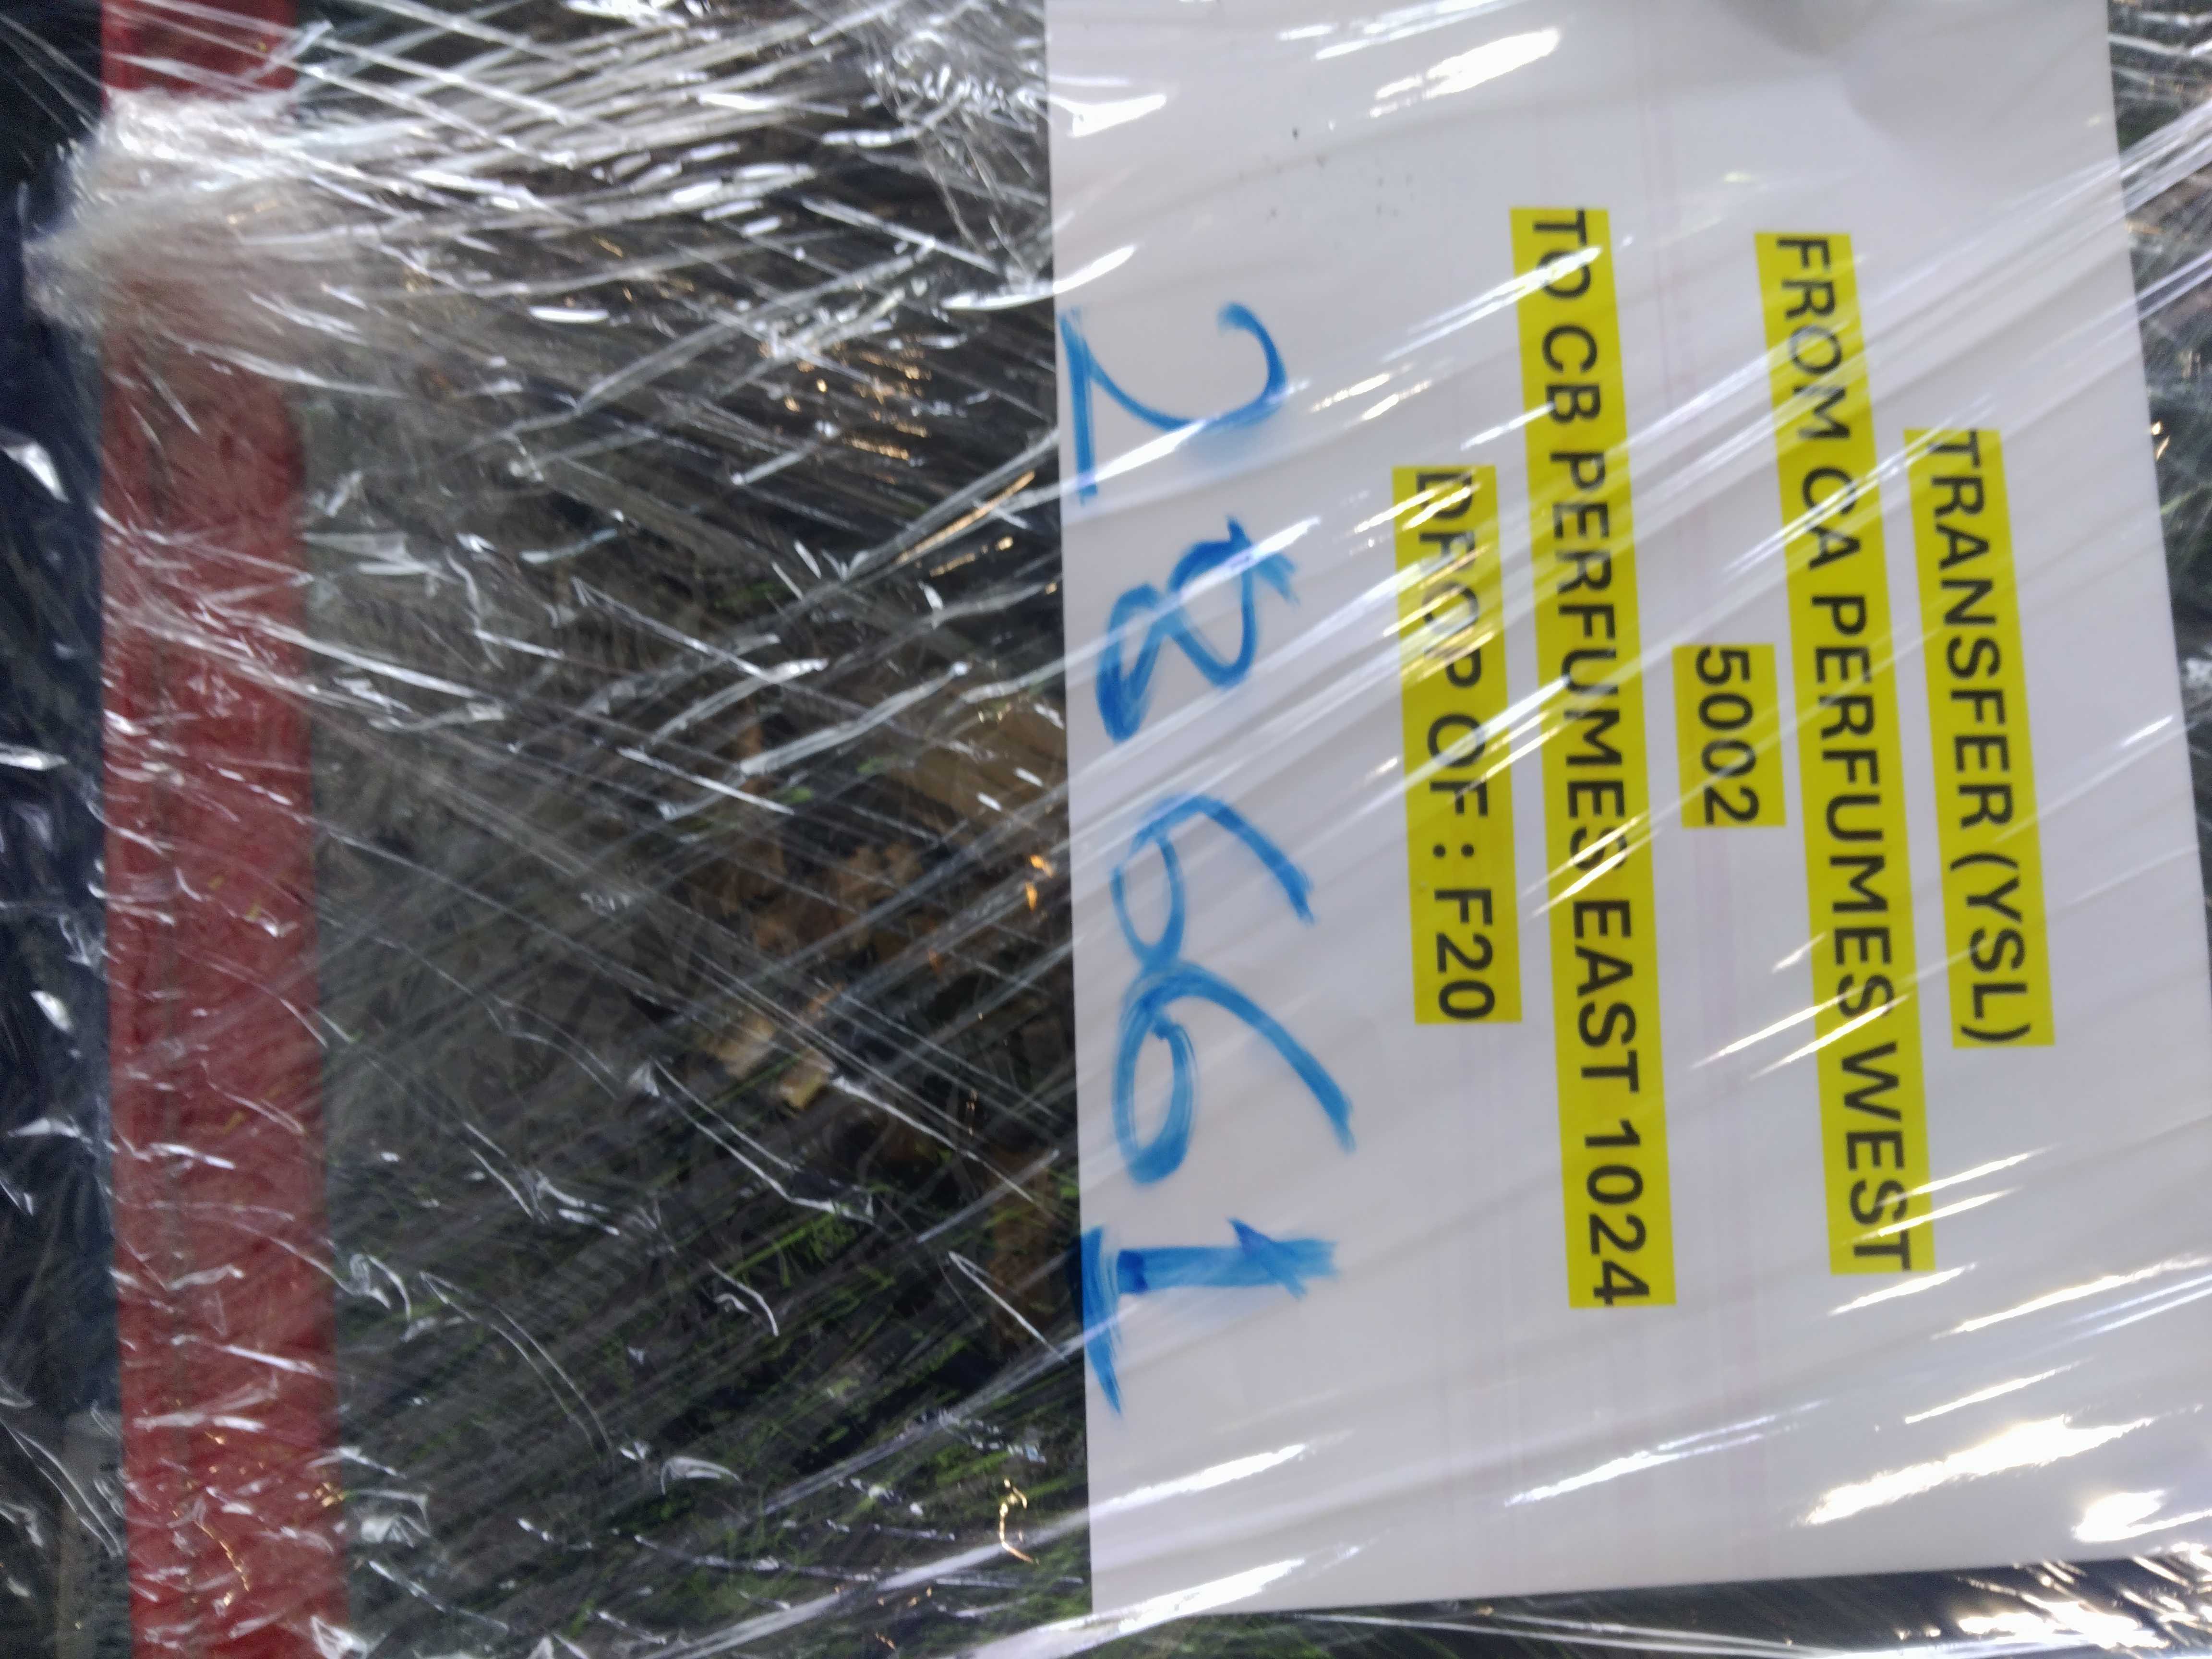 TRANSFER (YSL)
FROM CA PERFUMES WEST
5002
TO CB PERFUMES EAST 1024
DROP OF : F20
28661